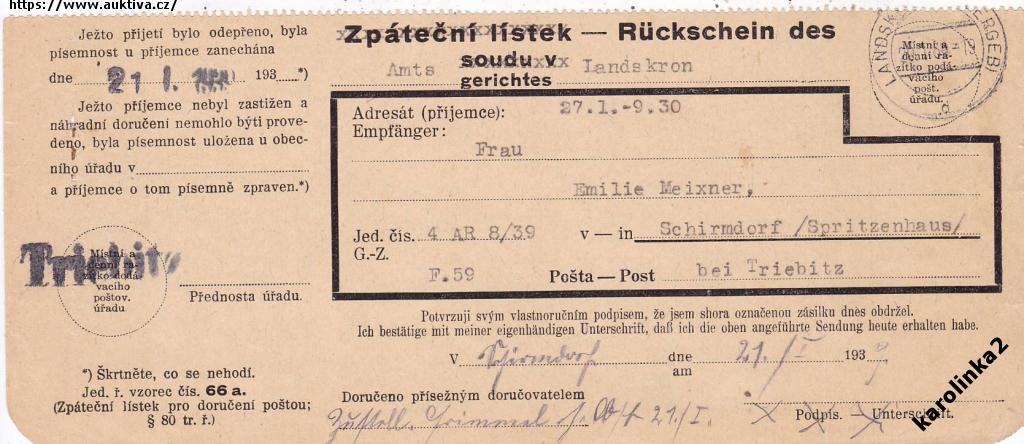 https://www.auktiva.cz/
Ježto přijetí bylo odepřeno, byla
písemnost u příjemce zanechána
dne 21 I. 193 *)
Ježto příjemce nebyl zastižen a
náhradní doručení nemohlo býti prove-
deno, byla písemnost uložena u obec-
ního úřadu v
a příjemce o tom písemně zpraven.*)
Triebitz
Místní a
denní ra-
zítko dodá-
vacího
poštov.
úřadu
Přednosta úřadu.
*) Škrtněte, co se nehodí.
Jed. ř. vzorec čís. 66 a.
(Zpáteční lístek pro doručení poštou;
§ 80 tr. ř.)
Zpáteční lístek — Rückschein des
soudu v
Amts gerichtes Landskron
Místní a
denní ra-
zítko podá-
vacího
pošt.
úřadu.
Adresát (příjemce): 27.1.-9.30
Empfänger:
Frau
Emilie Meixner,
Jed. čís. 4 AR 8/39 v — in Schirmdorf /Spritzenhaus/
G.-Z.
F.59 Pošta — Post bei Triebitz
Potvrzuji svým vlastnoručním podpisem, že jsem shora označenou zásilku dnes obdržel.
Ich bestätige mit meiner eigenhändigen Unterschrift, daß ich die oben angeführte Sendung heute erhalten habe.
V Schirmdorf dne 21./I 193 9.
am
Doručeno přísežným doručovatelem
21/I. Podpis. — Unterschrift.
karolinka2